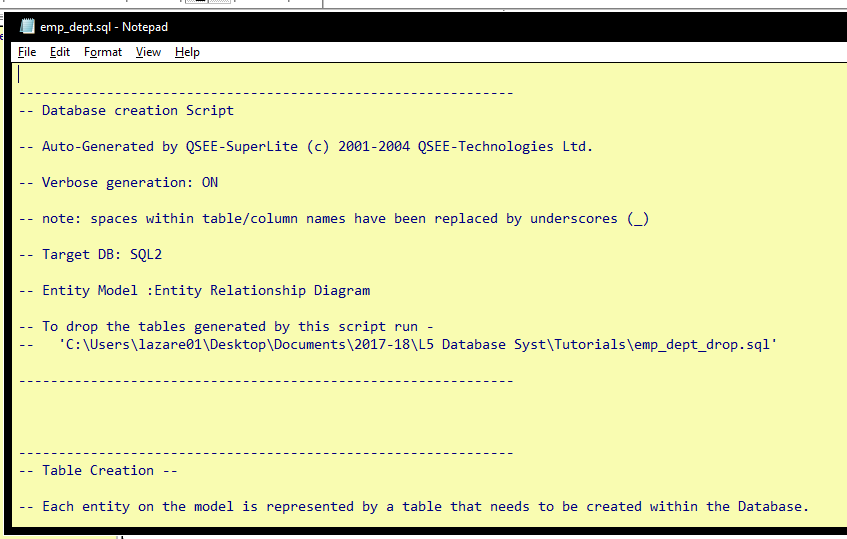 emp_dept.sql - Notepad
File Edit Format View Help
--------------------------------------------------------------
-- Database creation Script
-- Auto-Generated by QSEE-SuperLite (c) 2001-2004 QSEE-Technologies Ltd.
-- Verbose generation: ON
-- note: spaces within table/column names have been replaced by underscores (_)
-- Target DB: SQL2
-- Entity Model :Entity Relationship Diagram
-- To drop the tables generated by this script run -
--   'C:\Users\lazare01\Desktop\Documents\2017-18\L5 Database Syst\Tutorials\emp_dept_drop.sql'
--------------------------------------------------------------
--------------------------------------------------------------
-- Table Creation --
-- Each entity on the model is represented by a table that needs to be created within the Database.